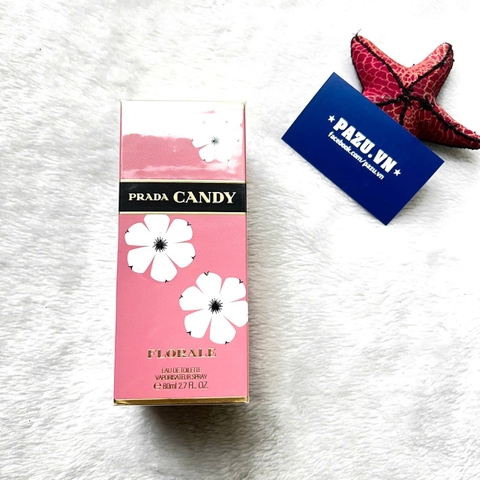 PRADA CANDY
FLORALE
EAU DE TOILETTE
VAPORISATEUR SPRAY
℮ 80ml 2.7 FL. OZ.
★ PAZU.VN ★
facebook.com/pazu.vn